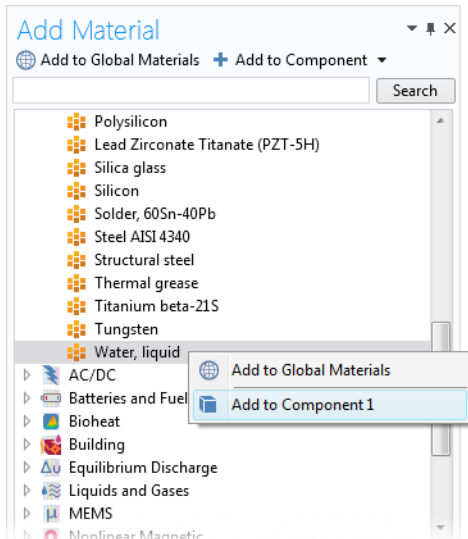 Add Material
Add to Global Materials + Add to Component
Search
Polysilicon
Lead Zirconate Titanate (PZT-5H)
Silica glass
Silicon
Solder, 60Sn-40Pb
Steel AISI 4340
Structural steel
Thermal grease
Titanium beta-21S
Tungsten
Water, liquid
Add to Global Materials
AC/DC
Batteries and Fuel
Add to Component 1
Bioheat
Building
Δυ Equilibrium Discharge
Liquids and Gases
μ MEMS
Nonlinear Magnetic